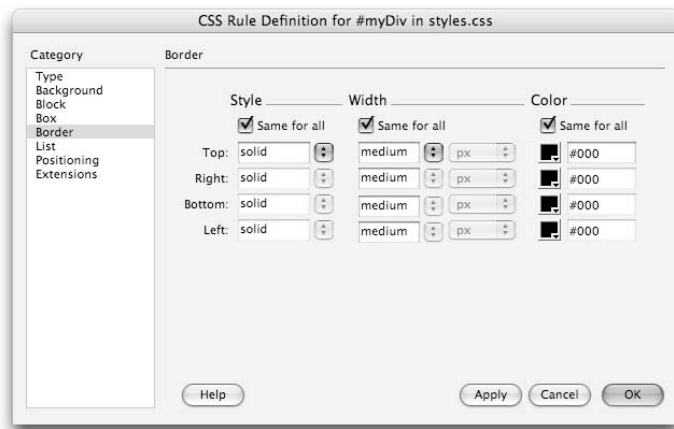 CSS Rule Definition for #myDiv in styles.css
Category
Type
Background
Block
Box
Border
List
Positioning
Extensions
Border
Style Width Color
Same for all Same for all Same for all
Top: solid medium px #000
Right: solid medium px #000
Bottom: solid medium px #000
Left: solid medium px #000
Help Apply Cancel OK